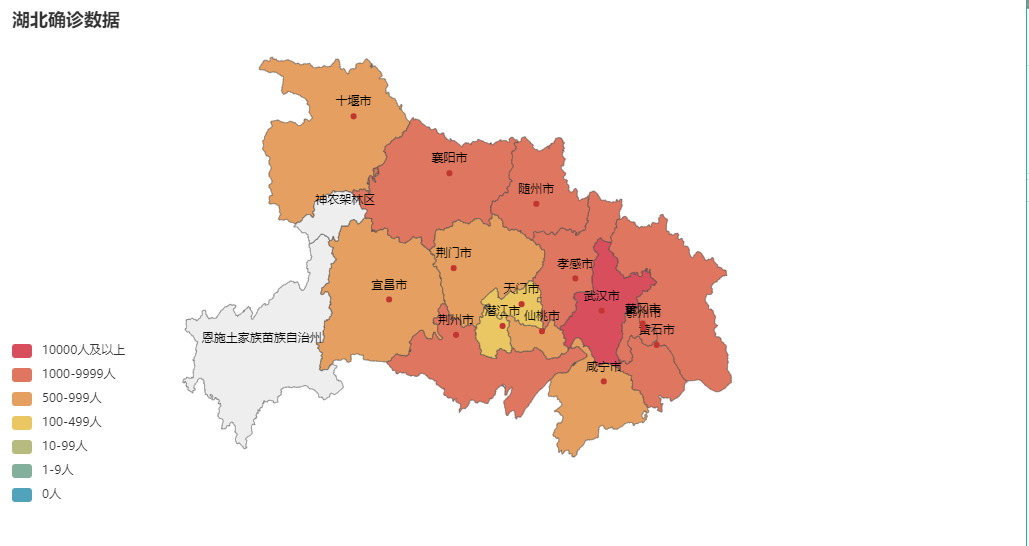 湖北确诊数据
十堰市
襄阳市
随州市
神农架林区
荆门市
孝感市
宜昌市
天门市
武汉市
潜江市
仙桃市
荆州市
黄石市
恩施土家族苗族自治州
咸宁市
10000人及以上
1000-9999人
500-999人
100-499人
10-99人
1-9人
0人